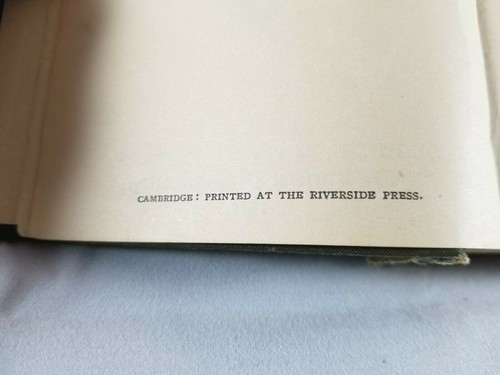 CAMBRIDGE: PRINTED AT THE RIVERSIDE PRESS.